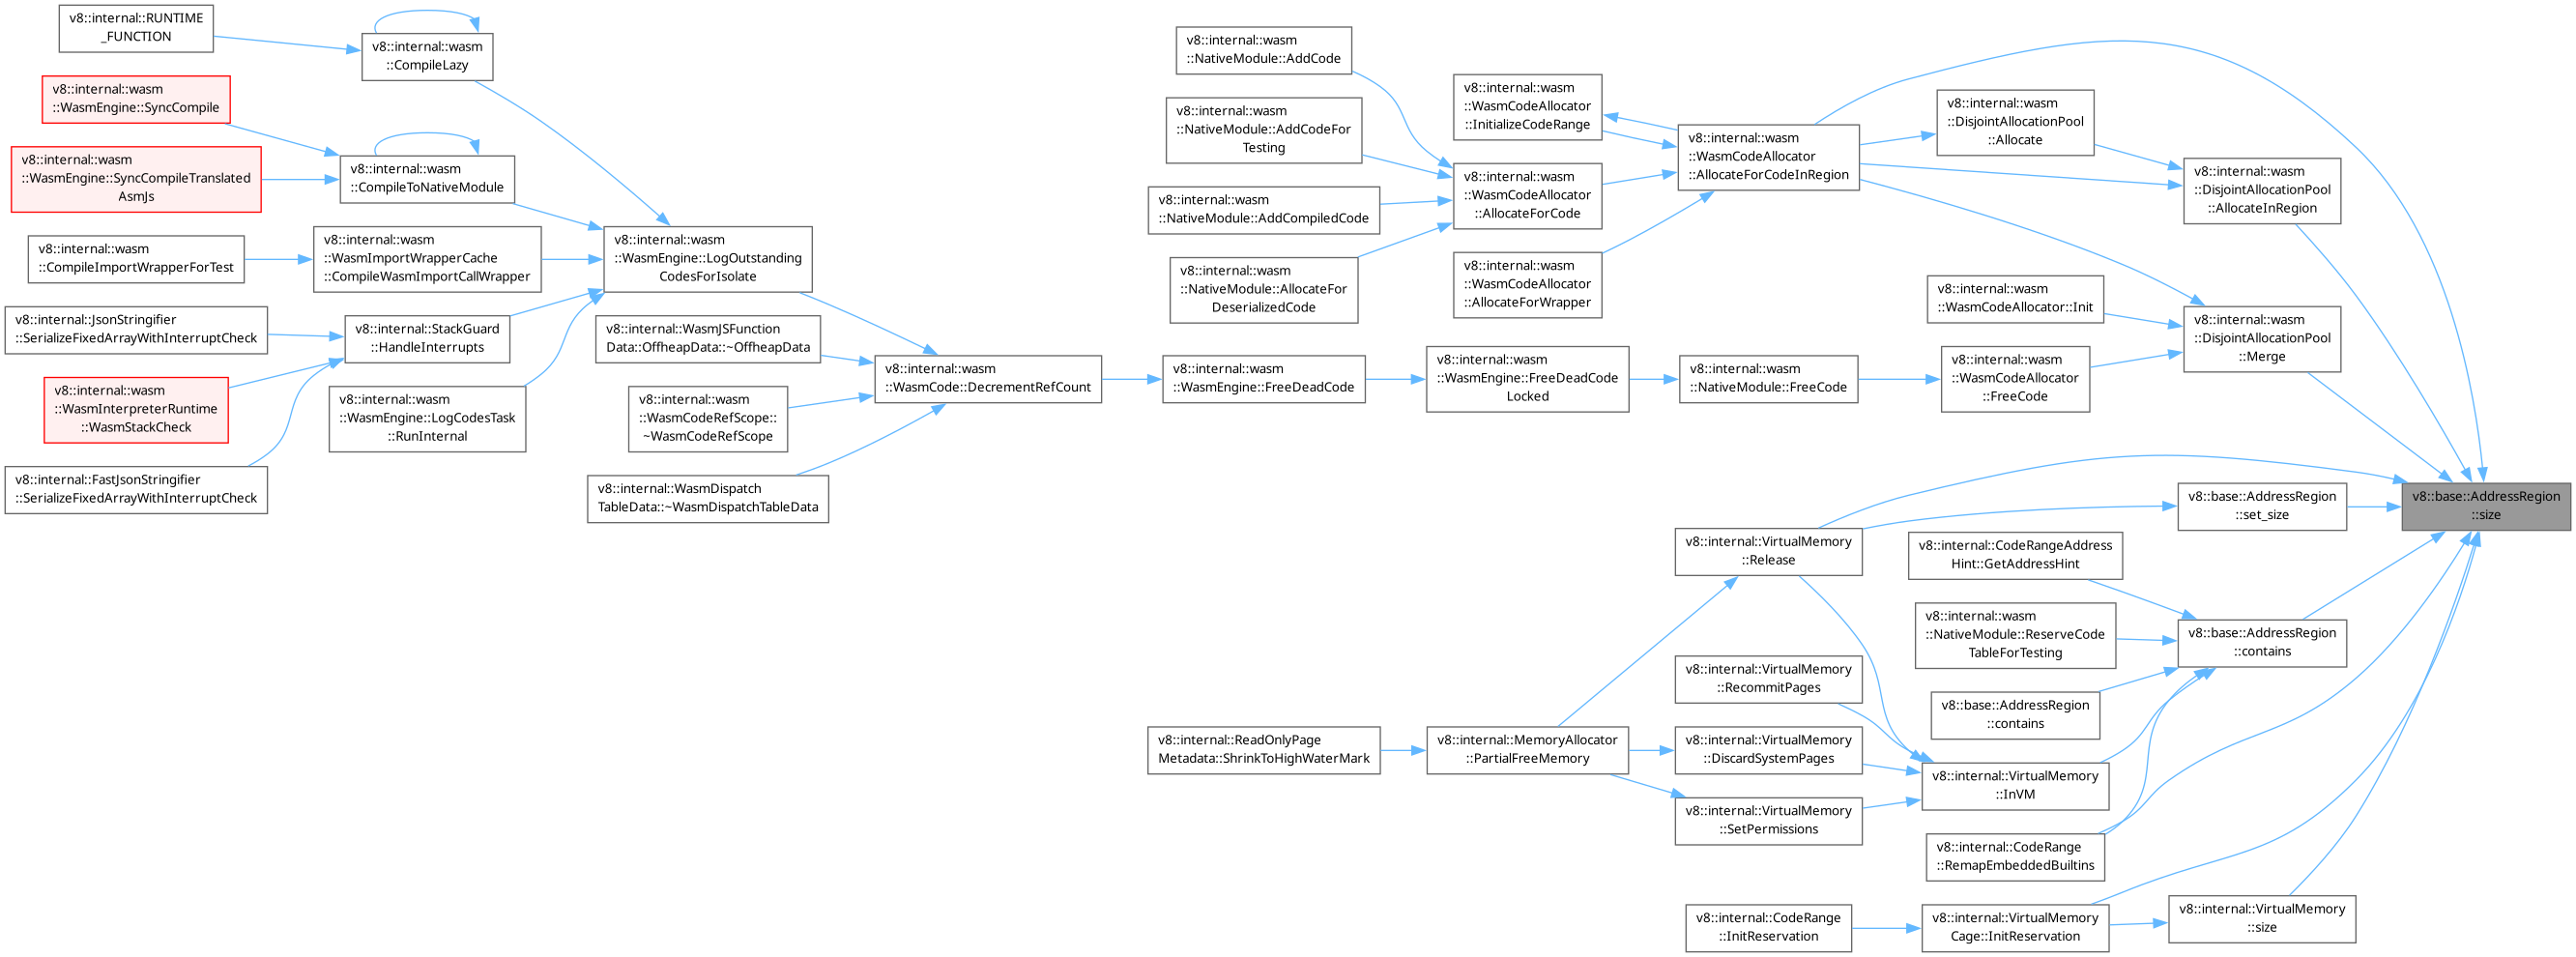 v8::internal::RUNTIME
_FUNCTION
v8::internal::wasm
::CompileLazy
v8::internal::wasm
::WasmEngine::SyncCompile
v8::internal::wasm
::WasmEngine::SyncCompileTranslated
AsmJs
v8::internal::wasm
::CompileToNativeModule
v8::internal::wasm
::CompileImportWrapperForTest
v8::internal::wasm
::WasmImportWrapperCache
::CompileWasmImportCallWrapper
v8::internal::wasm
::WasmEngine::LogOutstanding
CodesForIsolate
v8::internal::JsonStringifier
::SerializeFixedArrayWithInterruptCheck
v8::internal::StackGuard
::HandleInterrupts
v8::internal::wasm
::WasmInterpreterRuntime
::WasmStackCheck
v8::internal::wasm
::WasmEngine::LogCodesTask
::RunInternal
v8::internal::FastJsonStringifier
::SerializeFixedArrayWithInterruptCheck
v8::internal::WasmJSFunction
Data::OffheapData::~OffheapData
v8::internal::wasm
::WasmCodeRefScope::
~WasmCodeRefScope
v8::internal::WasmDispatch
TableData::~WasmDispatchTableData
v8::internal::wasm
::WasmCode::DecrementRefCount
v8::internal::wasm
::NativeModule::AddCode
v8::internal::wasm
::NativeModule::AddCodeFor
Testing
v8::internal::wasm
::NativeModule::AddCompiledCode
v8::internal::wasm
::NativeModule::AllocateFor
DeserializedCode
v8::internal::wasm
::WasmEngine::FreeDeadCode
v8::internal::wasm
::WasmCodeAllocator
::InitializeCodeRange
v8::internal::wasm
::WasmCodeAllocator
::AllocateForCode
v8::internal::wasm
::WasmCodeAllocator
::AllocateForWrapper
v8::internal::wasm
::WasmEngine::FreeDeadCode
Locked
v8::internal::wasm
::WasmCodeAllocator
::AllocateForCodeInRegion
v8::internal::wasm
::NativeModule::FreeCode
v8::internal::wasm
::DisjointAllocationPool
::Allocate
v8::internal::wasm
::DisjointAllocationPool
::AllocateInRegion
v8::internal::wasm
::WasmCodeAllocator::Init
v8::internal::wasm
::WasmCodeAllocator
::FreeCode
v8::internal::wasm
::DisjointAllocationPool
::Merge
v8::base::AddressRegion
::size
v8::base::AddressRegion
::set_size
v8::internal::VirtualMemory
::Release
v8::internal::CodeRangeAddress
Hint::GetAddressHint
v8::internal::wasm
::NativeModule::ReserveCode
TableForTesting
v8::base::AddressRegion
::contains
v8::base::AddressRegion
::contains
v8::internal::VirtualMemory
::RecommitPages
v8::internal::ReadOnlyPage
Metadata::ShrinkToHighWaterMark
v8::internal::MemoryAllocator
::PartialFreeMemory
v8::internal::VirtualMemory
::DiscardSystemPages
v8::internal::VirtualMemory
::InVM
v8::internal::VirtualMemory
::SetPermissions
v8::internal::CodeRange
::RemapEmbeddedBuiltins
v8::internal::CodeRange
::InitReservation
v8::internal::VirtualMemory
Cage::InitReservation
v8::internal::VirtualMemory
::size